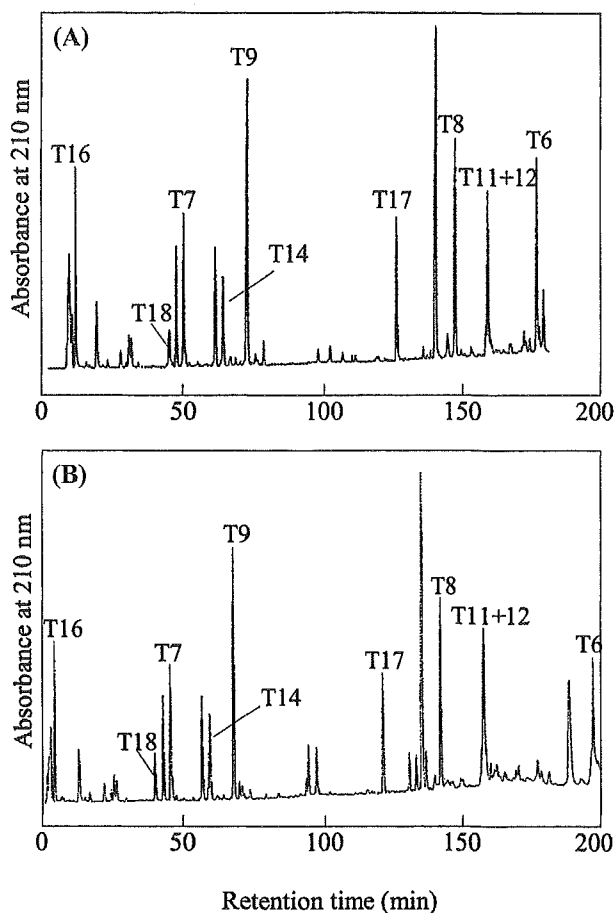 (A)
T9
T8
T6
T16
T11+12
T7
T17
T14
T18
Absorbance at 210 nm
0
50
100
150
200
(B)
T9
T8
T11+12
T16
T7
T17
T6
T14
T18
Absorbance at 210 nm
0
50
100
150
200
Retention time (min)